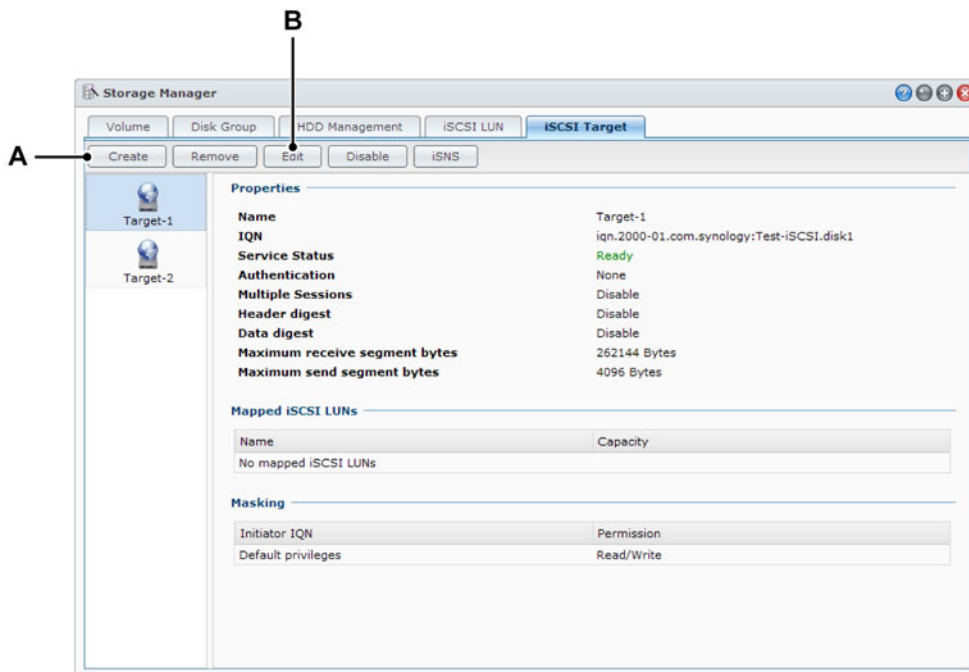 B
Storage Manager
Volume Disk Group HDD Management iSCSI LUN iSCSI Target
A
Create Remove Edit Disable iSNS
Target-1
Target-2
Properties
Name Target-1
IQN iqn.2000-01.com.synology:Test-iSCSI.disk1
Service Status Ready
Authentication None
Multiple Sessions Disable
Header digest Disable
Data digest Disable
Maximum receive segment bytes 262144 Bytes
Maximum send segment bytes 4096 Bytes
Mapped iSCSI LUNs
Name Capacity
No mapped iSCSI LUNs
Masking
Initiator IQN Permission
Default privileges Read/Write